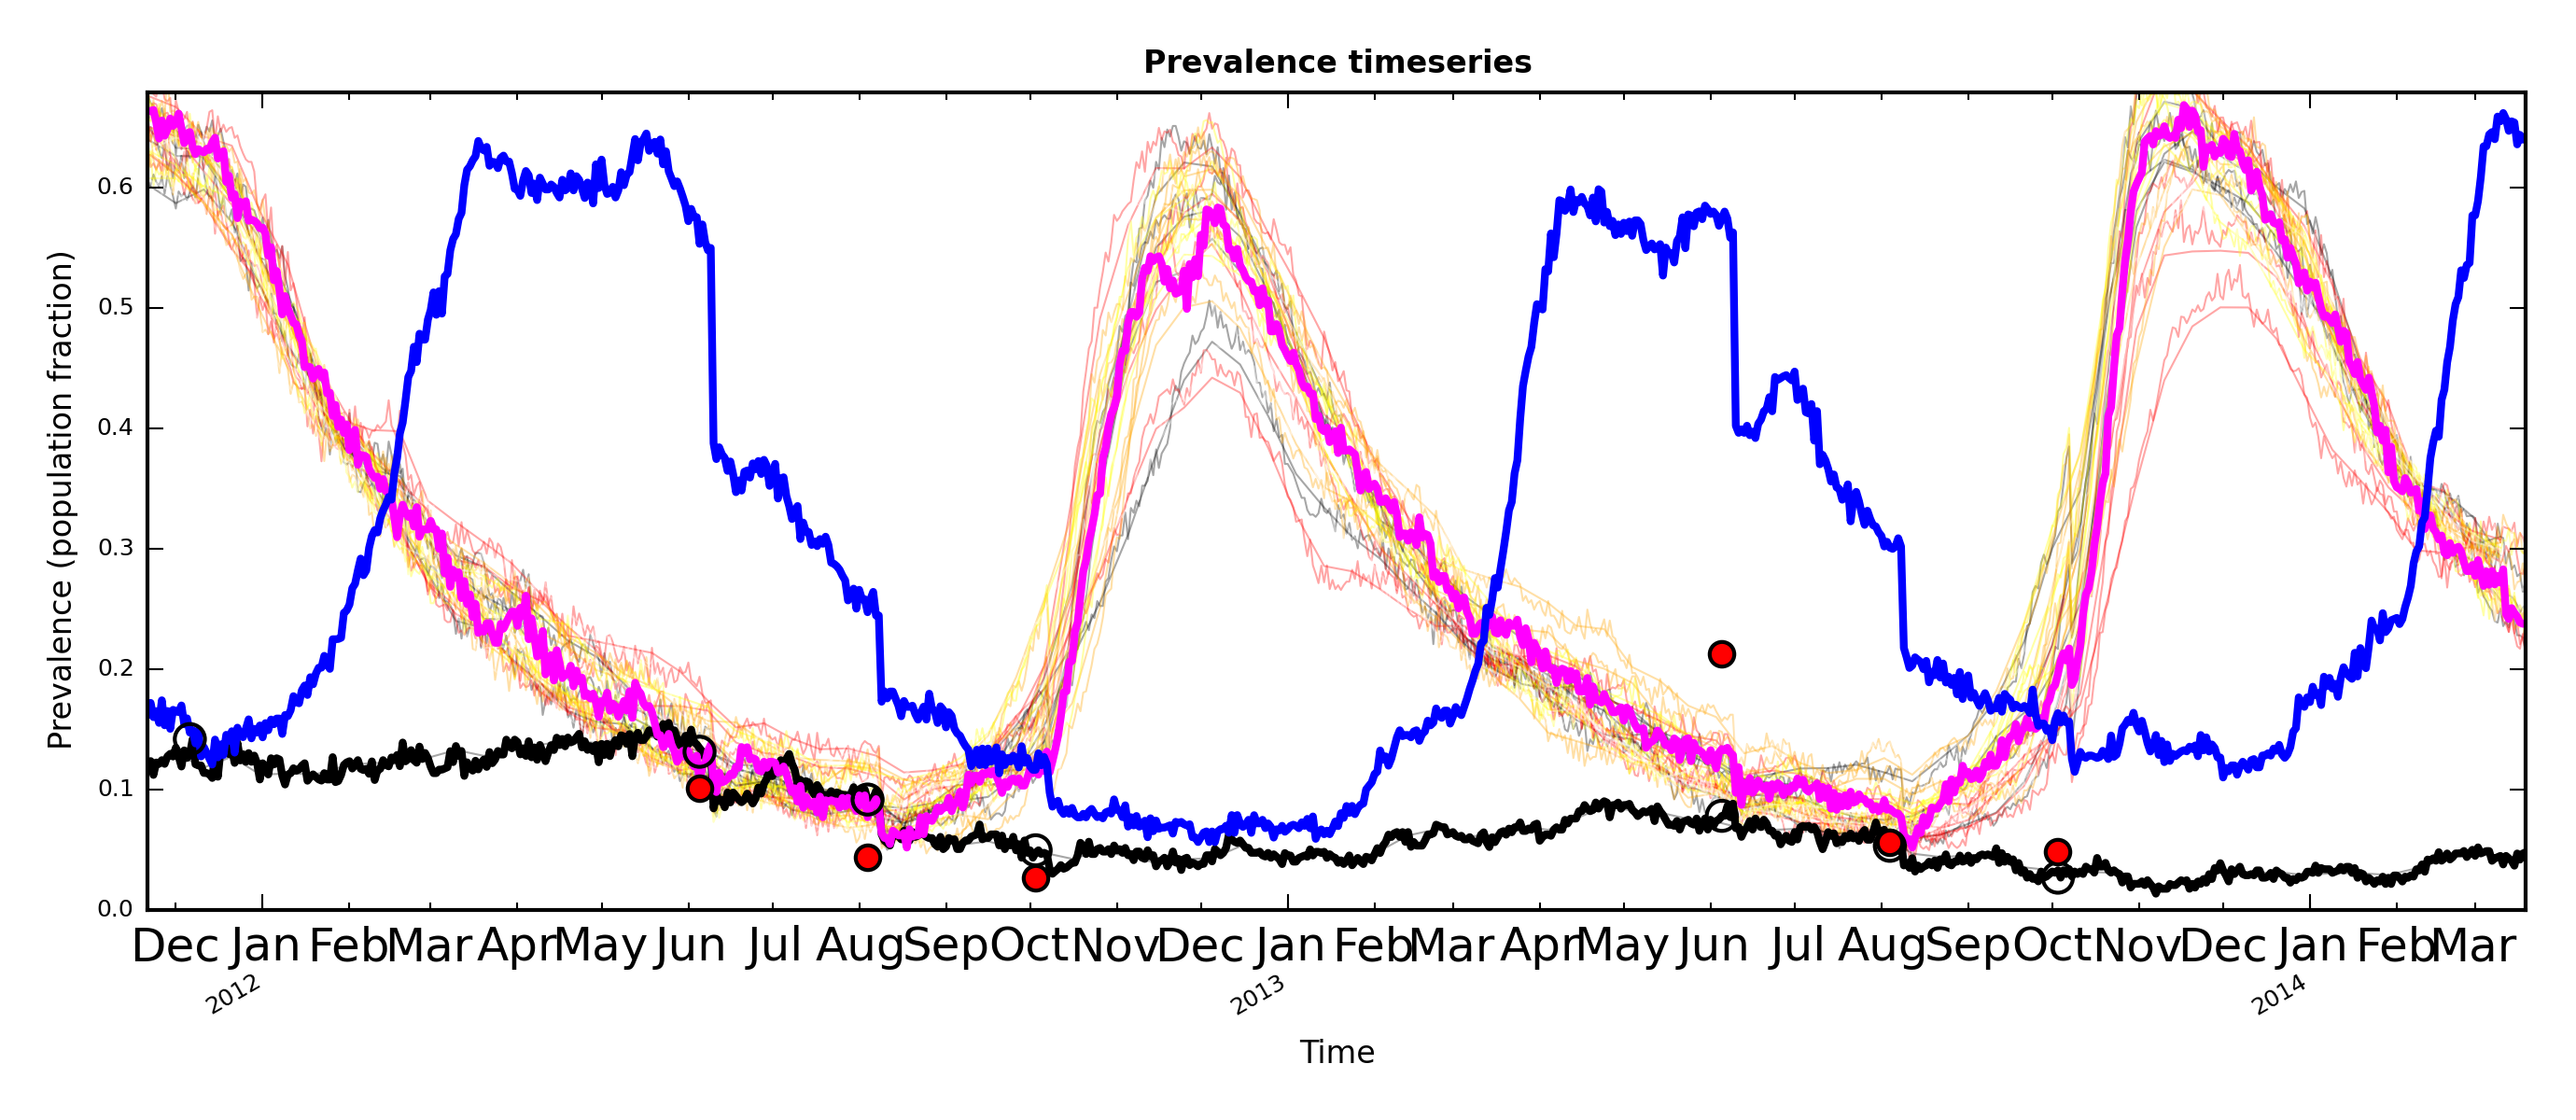 Prevalence timeseries
Prevalence (population fraction)
0.6
0.5
0.4
0.3
0.2
0.1
0.0
Dec Jan Feb Mar Apr May Jun Jul Aug Sep Oct Nov Dec Jan Feb Mar Apr May Jun Jul Aug Sep Oct Nov Dec Jan Feb Mar
2012 2013 2014
Time